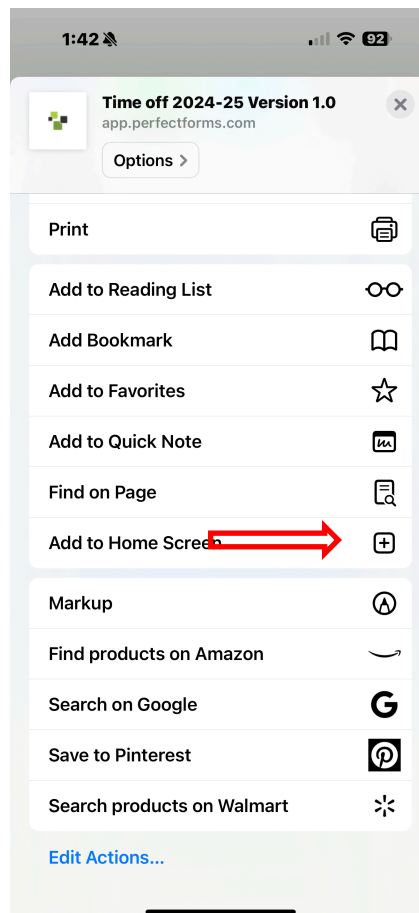 1:42 92
Time off 2024-25 Version 1.0
app.perfectforms.com
Options
Print
Add to Reading List
Add Bookmark
Add to Favorites
Add to Quick Note
Find on Page
Add to Home Screen
Markup
Find products on Amazon
Search on Google
G
Save to Pinterest
Search products on Walmart
Edit Actions...